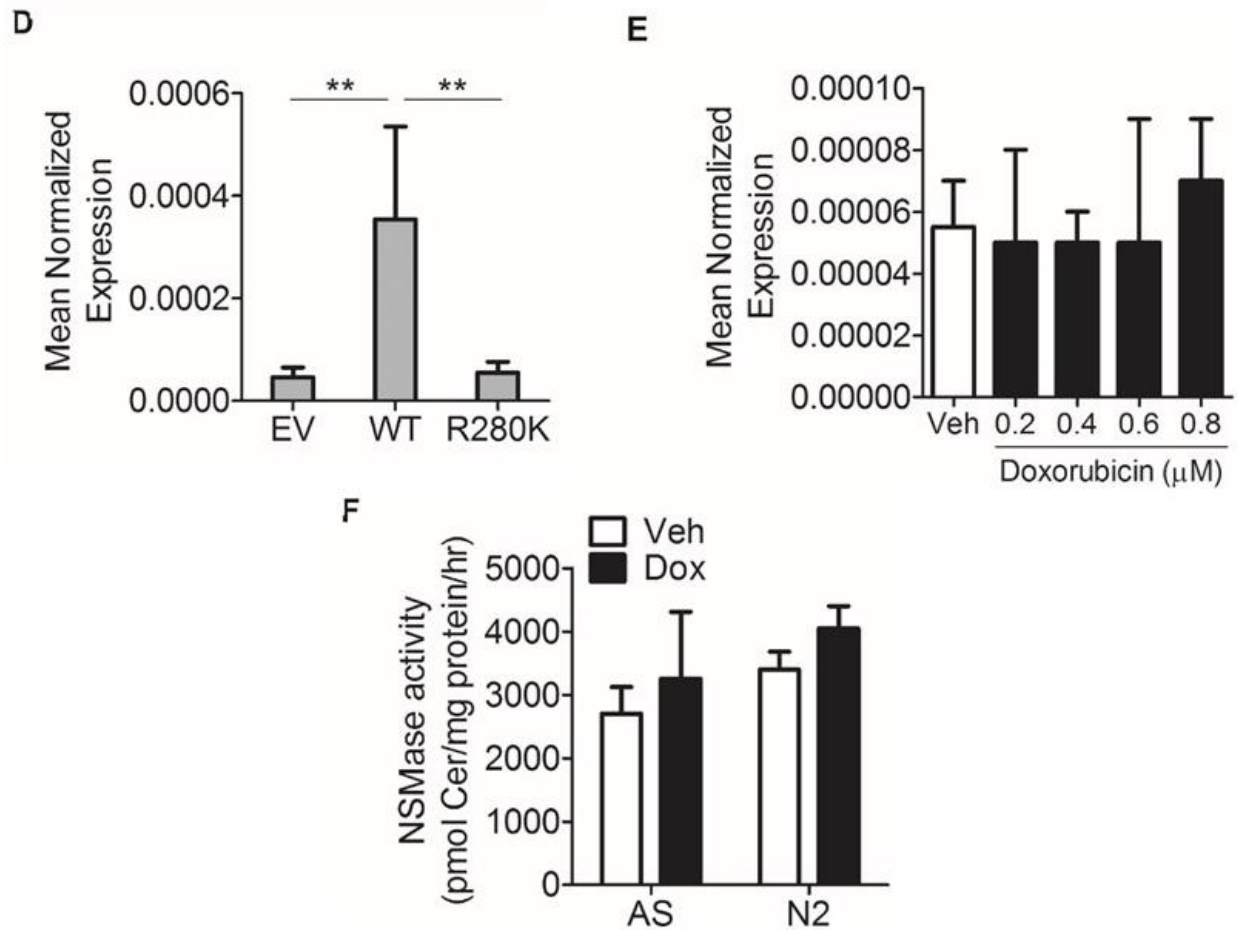 D
Mean Normalized
Expression
0.0006
0.0004
0.0002
0.0000
** **
EV WT R280K
E
Mean Normalized
Expression
0.00010
0.00008
0.00006
0.00004
0.00002
0.00000
Veh 0.2 0.4 0.6 0.8
Doxorubicin (μM)
F
NSMase activity
(pmol Cer/mg protein/hr)
Veh
Dox
5000
4000
3000
2000
1000
0
AS N2